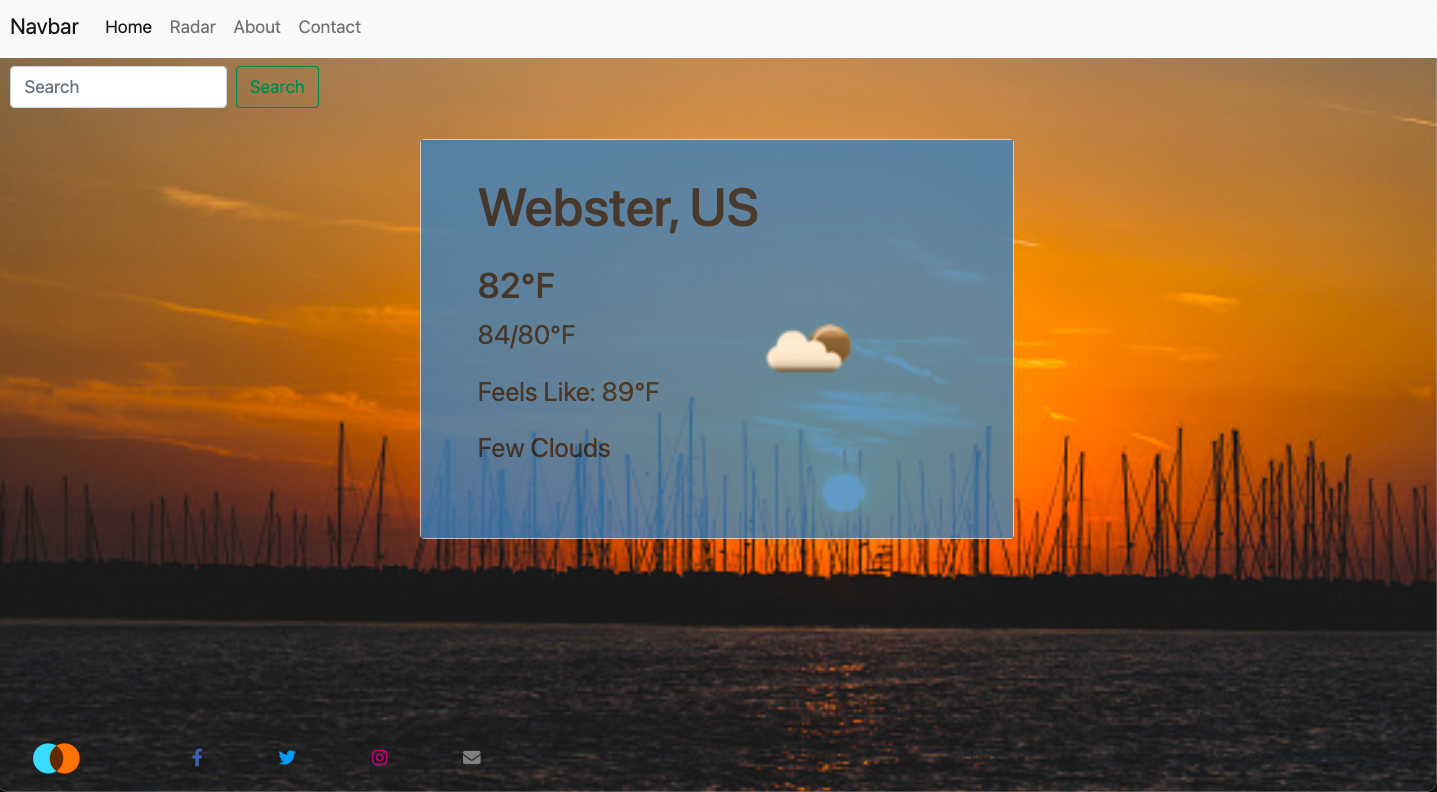 Navbar Home Radar About Contact
Search Search
Webster, US
82°F
84/80°F
Feels Like: 89°F
Few Clouds